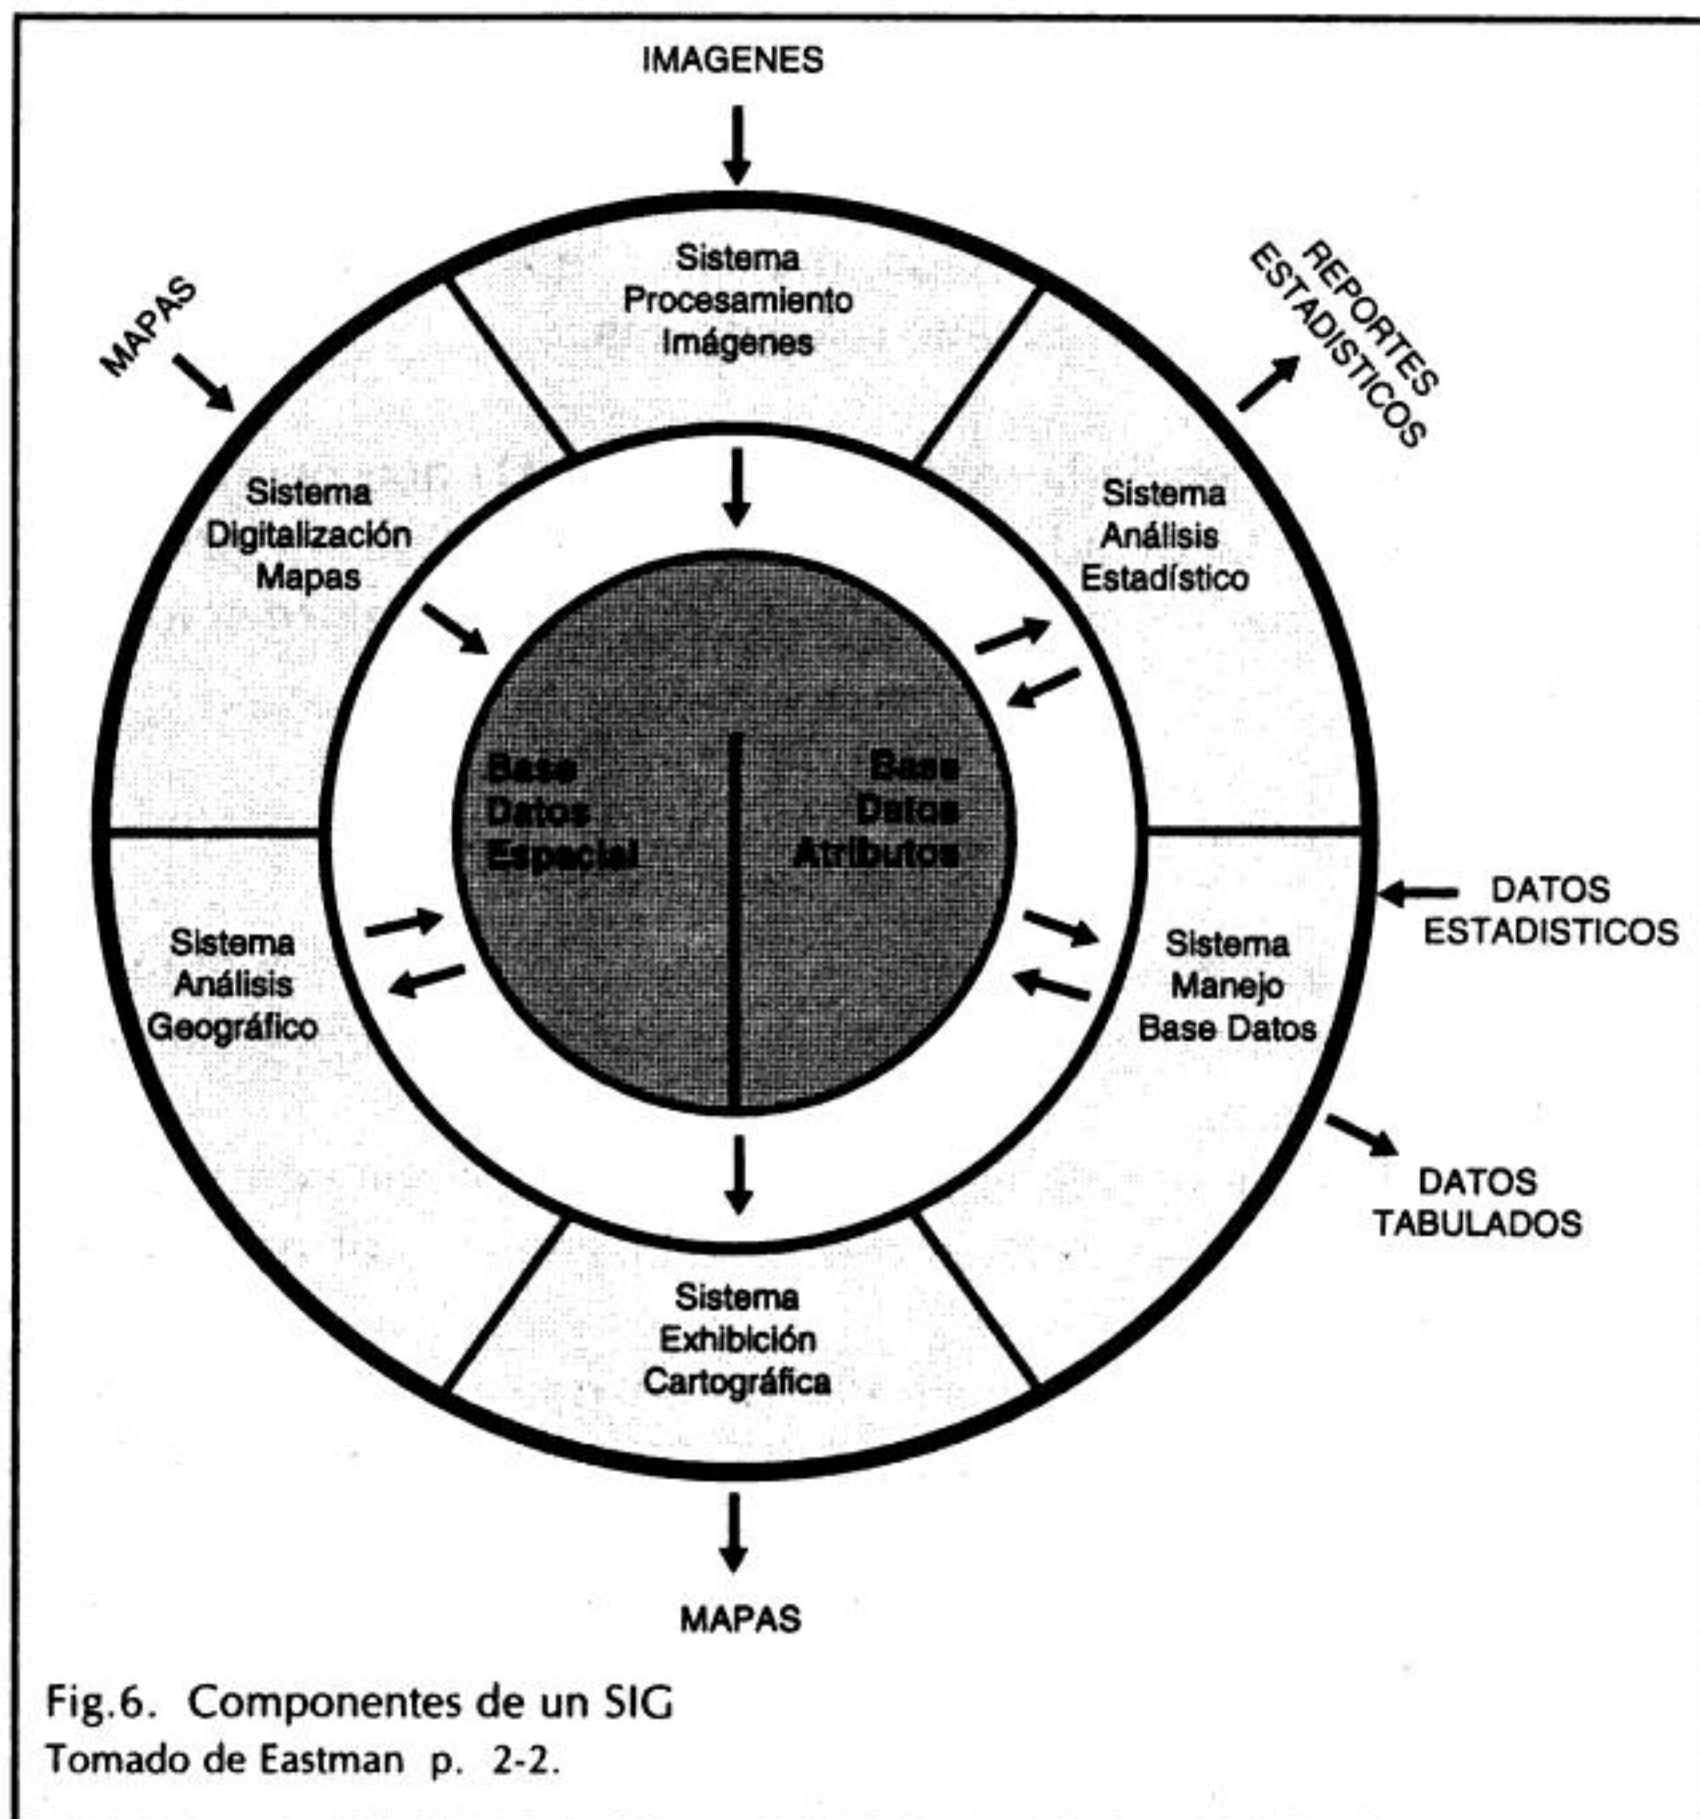 IMAGENES
MAPAS
REPORTES
ESTADISTICOS
Sistema
Procesamiento
Imágenes
Sistema
Digitalización
Mapas
Sistema
Análisis
Estadístico
Base
Datos
Espacial
Base
Datos
Atributos
DATOS
ESTADISTICOS
Sistema
Análisis
Geográfico
Sistema
Manejo
Base Datos
DATOS
TABULADOS
Sistema
Exhibición
Cartográfica
MAPAS
Fig.6. Componentes de un SIG
Tomado de Eastman p. 2-2.